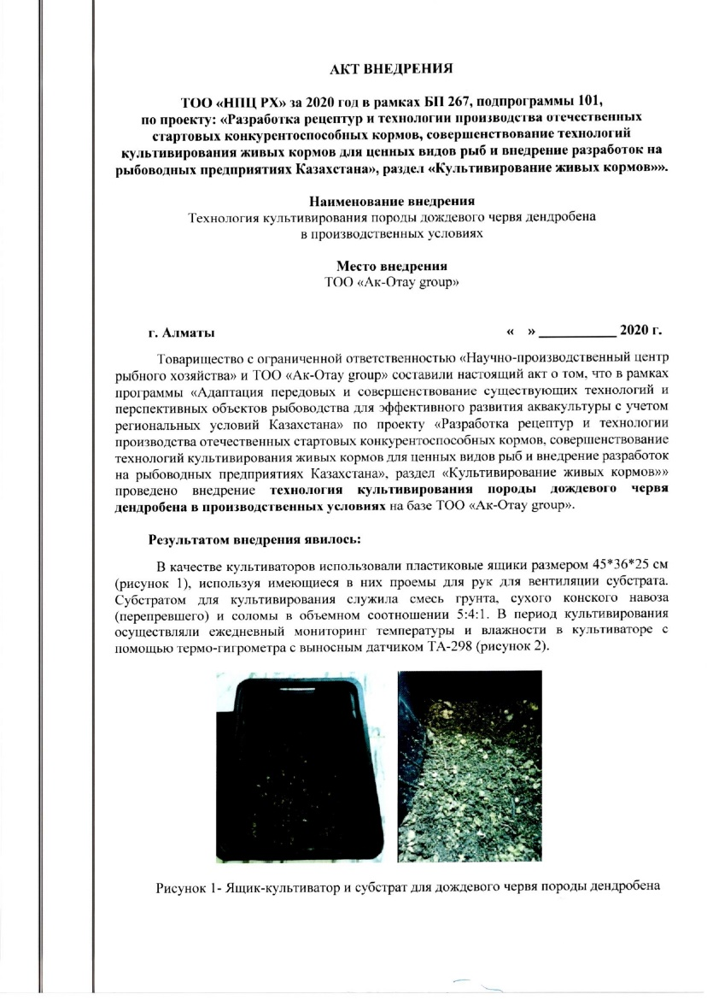 АКТ ВНЕДРЕНИЯ
ТОО «НПЦ РХ» за 2020 год в рамках БП 267, подпрограммы 101,
по проекту: «Разработка рецептур и технологии производства отечественных
стартовых конкурентоспособных кормов, совершенствование технологий
культивирования живых кормов для ценных видов рыб и внедрение разработок на
рыбоводных предприятиях Казахстана», раздел «Культивирование живых кормов»».
Наименование внедрения
Технология культивирования породы дождевого червя дендробена
в производственных условиях
Место внедрения
ТОО «Ак-Отау group»
г. Алматы « » ___________ 2020 г.
Товарищество с ограниченной ответственностью «Научно-производственный центр
рыбного хозяйства» и ТОО «Ак-Отау group» составили настоящий акт о том, что в рамках
программы «Адаптация передовых и совершенствование существующих технологий и
перспективных объектов рыбоводства для эффективного развития аквакультуры с учетом
региональных условий Казахстана» по проекту «Разработка рецептур и технологии
производства отечественных стартовых конкурентоспособных кормов, совершенствование
технологий культивирования живых кормов для ценных видов рыб и внедрение разработок
на рыбоводных предприятиях Казахстана», раздел «Культивирование живых кормов»»
проведено внедрение технология культивирования породы дождевого червя
дендробена в производственных условиях на базе ТОО «Ак-Отау group».
Результатом внедрения явилось:
В качестве культиваторов использовали пластиковые ящики размером 45*36*25 см
(рисунок 1), используя имеющиеся в них проемы для рук для вентиляции субстрата.
Субстратом для культивирования служила смесь грунта, сухого конского навоза
(перепревшего) и соломы в объемном соотношении 5:4:1. В период культивирования
осуществляли ежедневный мониторинг температуры и влажности в культиваторе с
помощью термо-гигрометра с выносным датчиком ТА-298 (рисунок 2).
Рисунок 1- Ящик-культиватор и субстрат для дождевого червя породы дендробена